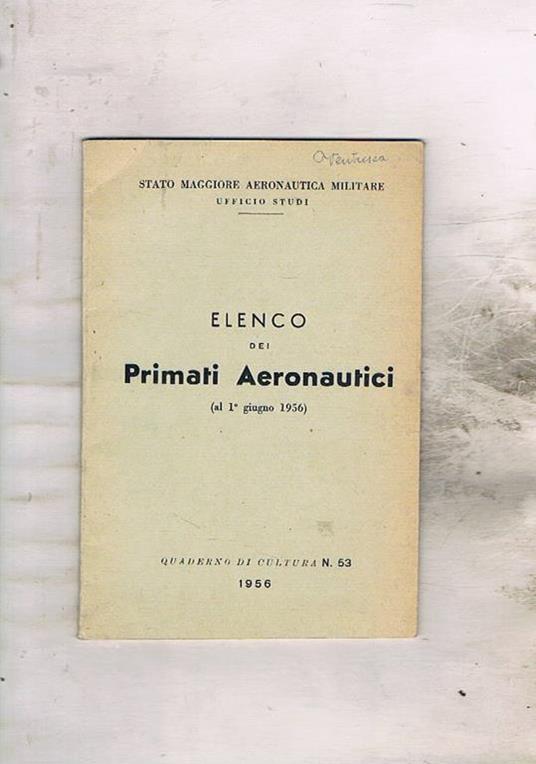 STATO MAGGIORE AERONAUTICA MILITARE
UFFICIO STUDI
ELENCO
DEI
Primati Aeronautici
(al 1° giugno 1956)
QUADERNO DI CULTURA N. 53
1956